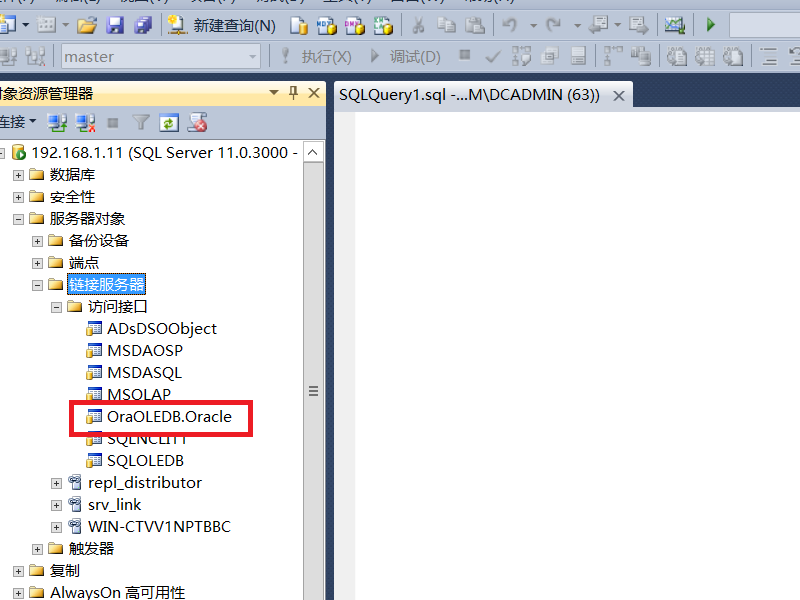 新建查询(N)
master
执行(X)
调试(D)
对象资源管理器
SQLQuery1.sql -...M\DCADMIN (63))
连接
192.168.1.11 (SQL Server 11.0.3000 -
数据库
安全性
服务器对象
备份设备
端点
链接服务器
访问接口
ADsDSOObject
MSDAOSP
MSDASQL
MSOLAP
OraOLEDB.Oracle
SQLNCLI11
SQLOLEDB
repl_distributor
srv_link
WIN-CTVV1NPTBBC
触发器
复制
AlwaysOn 高可用性